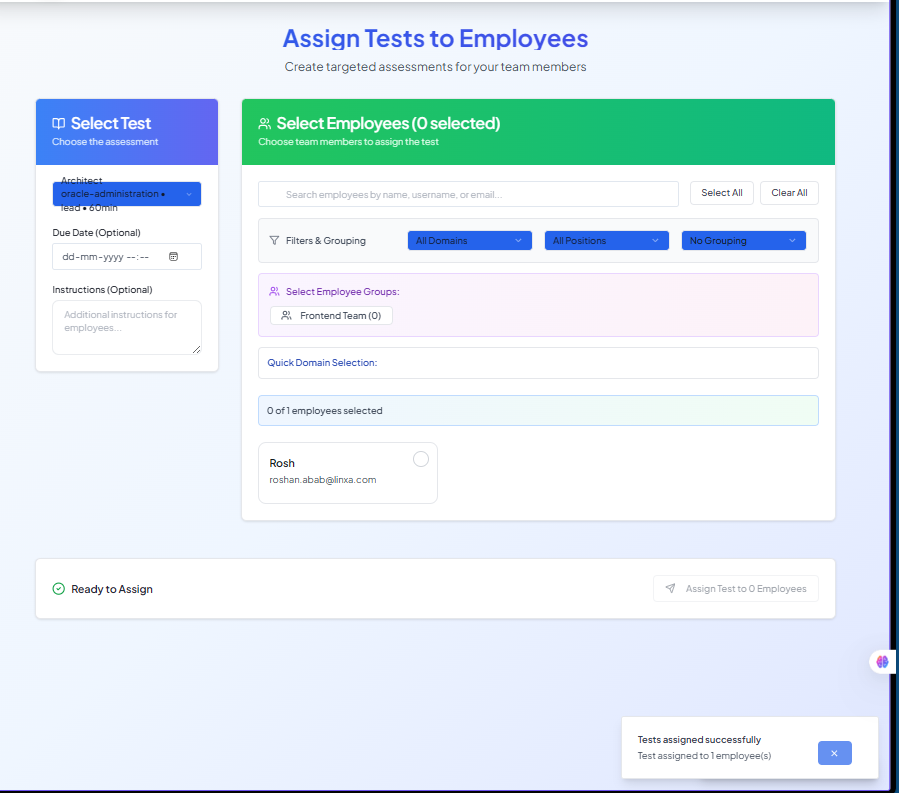 Assign Tests to Employees
Create targeted assessments for your team members
Select Test
Choose the assessment
Architect
oracle-administration •
lead • 60min
Due Date (Optional)
dd-mm-yyyy --:--
Instructions (Optional)
Additional instructions for
employees...
Select Employees (0 selected)
Choose team members to assign the test
Search employees by name, username, or email...
Select All
Clear All
Filters & Grouping
All Domains
All Positions
No Grouping
Select Employee Groups:
Frontend Team (0)
Quick Domain Selection:
0 of 1 employees selected
Rosh
roshan.abab@linxa.com
Ready to Assign
Assign Test to 0 Employees
Tests assigned successfully
Test assigned to 1 employee(s)